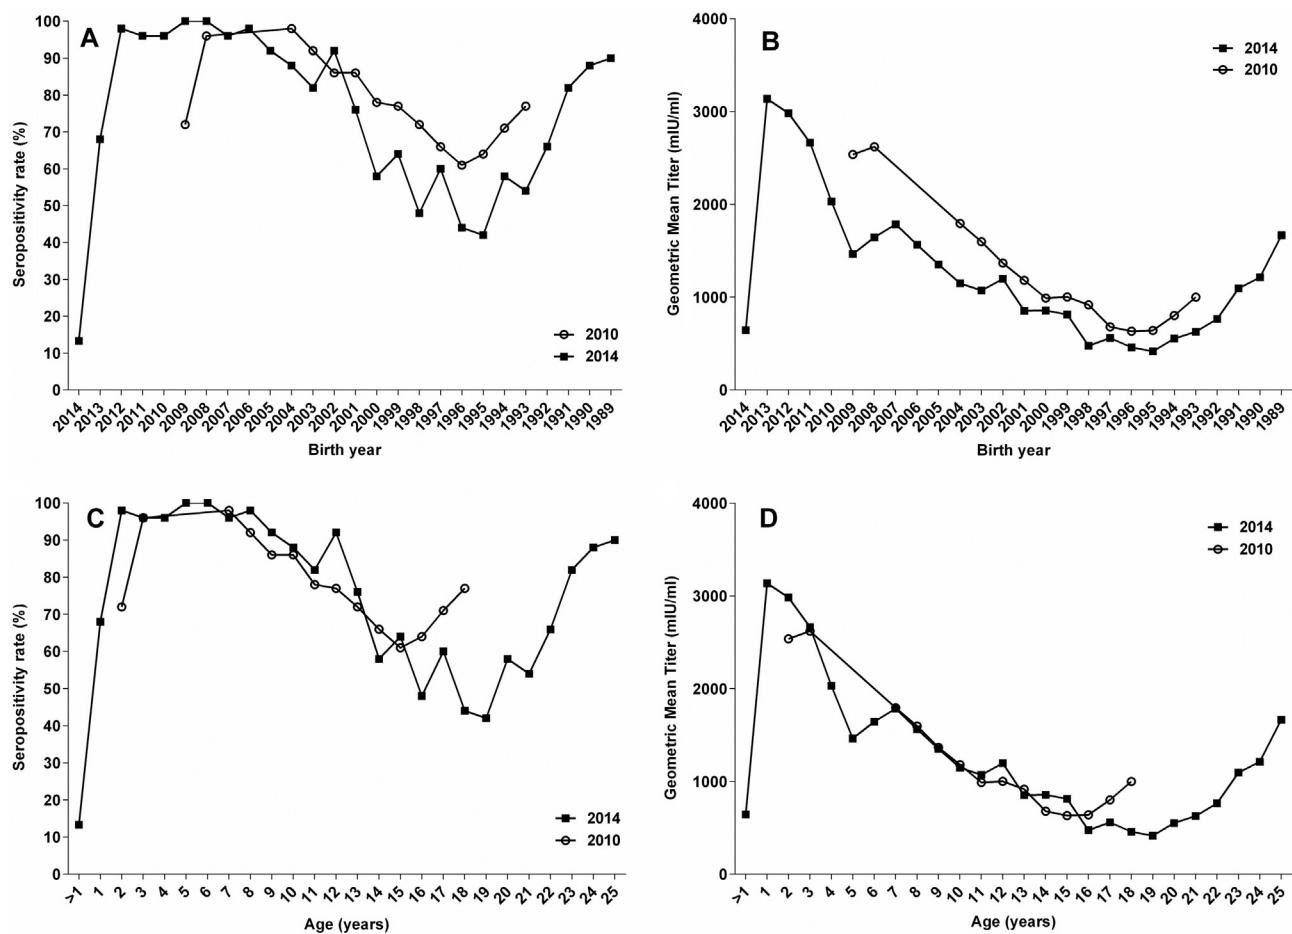 A
Seropositivity rate (%)
100
90
80
70
60
50
40
30
20
10
0
2010
2014
2014 2013 2012 2011 2010 2009 2008 2007 2006 2005 2004 2003 2002 2001 2000 1999 1998 1997 1996 1995 1994 1993 1992 1991 1990 1989
Birth year
B
Geometric Mean Titer (mIU/ml)
4000
3000
2000
1000
0
2014
2010
2014 2013 2012 2011 2010 2009 2008 2007 2006 2005 2004 2003 2002 2001 2000 1999 1998 1997 1996 1995 1994 1993 1992 1991 1990 1989
Birth year
C
Seropositivity rate (%)
100
90
80
70
60
50
40
30
20
10
0
2014
2010
>1 1 2 3 4 5 6 7 8 9 10 11 12 13 14 15 16 17 18 19 20 21 22 23 24 25
Age (years)
D
Geometric Mean Titer (mIU/ml)
4000
3000
2000
1000
0
2014
2010
>1 1 2 3 4 5 6 7 8 9 10 11 12 13 14 15 16 17 18 19 20 21 22 23 24 25
Age (years)